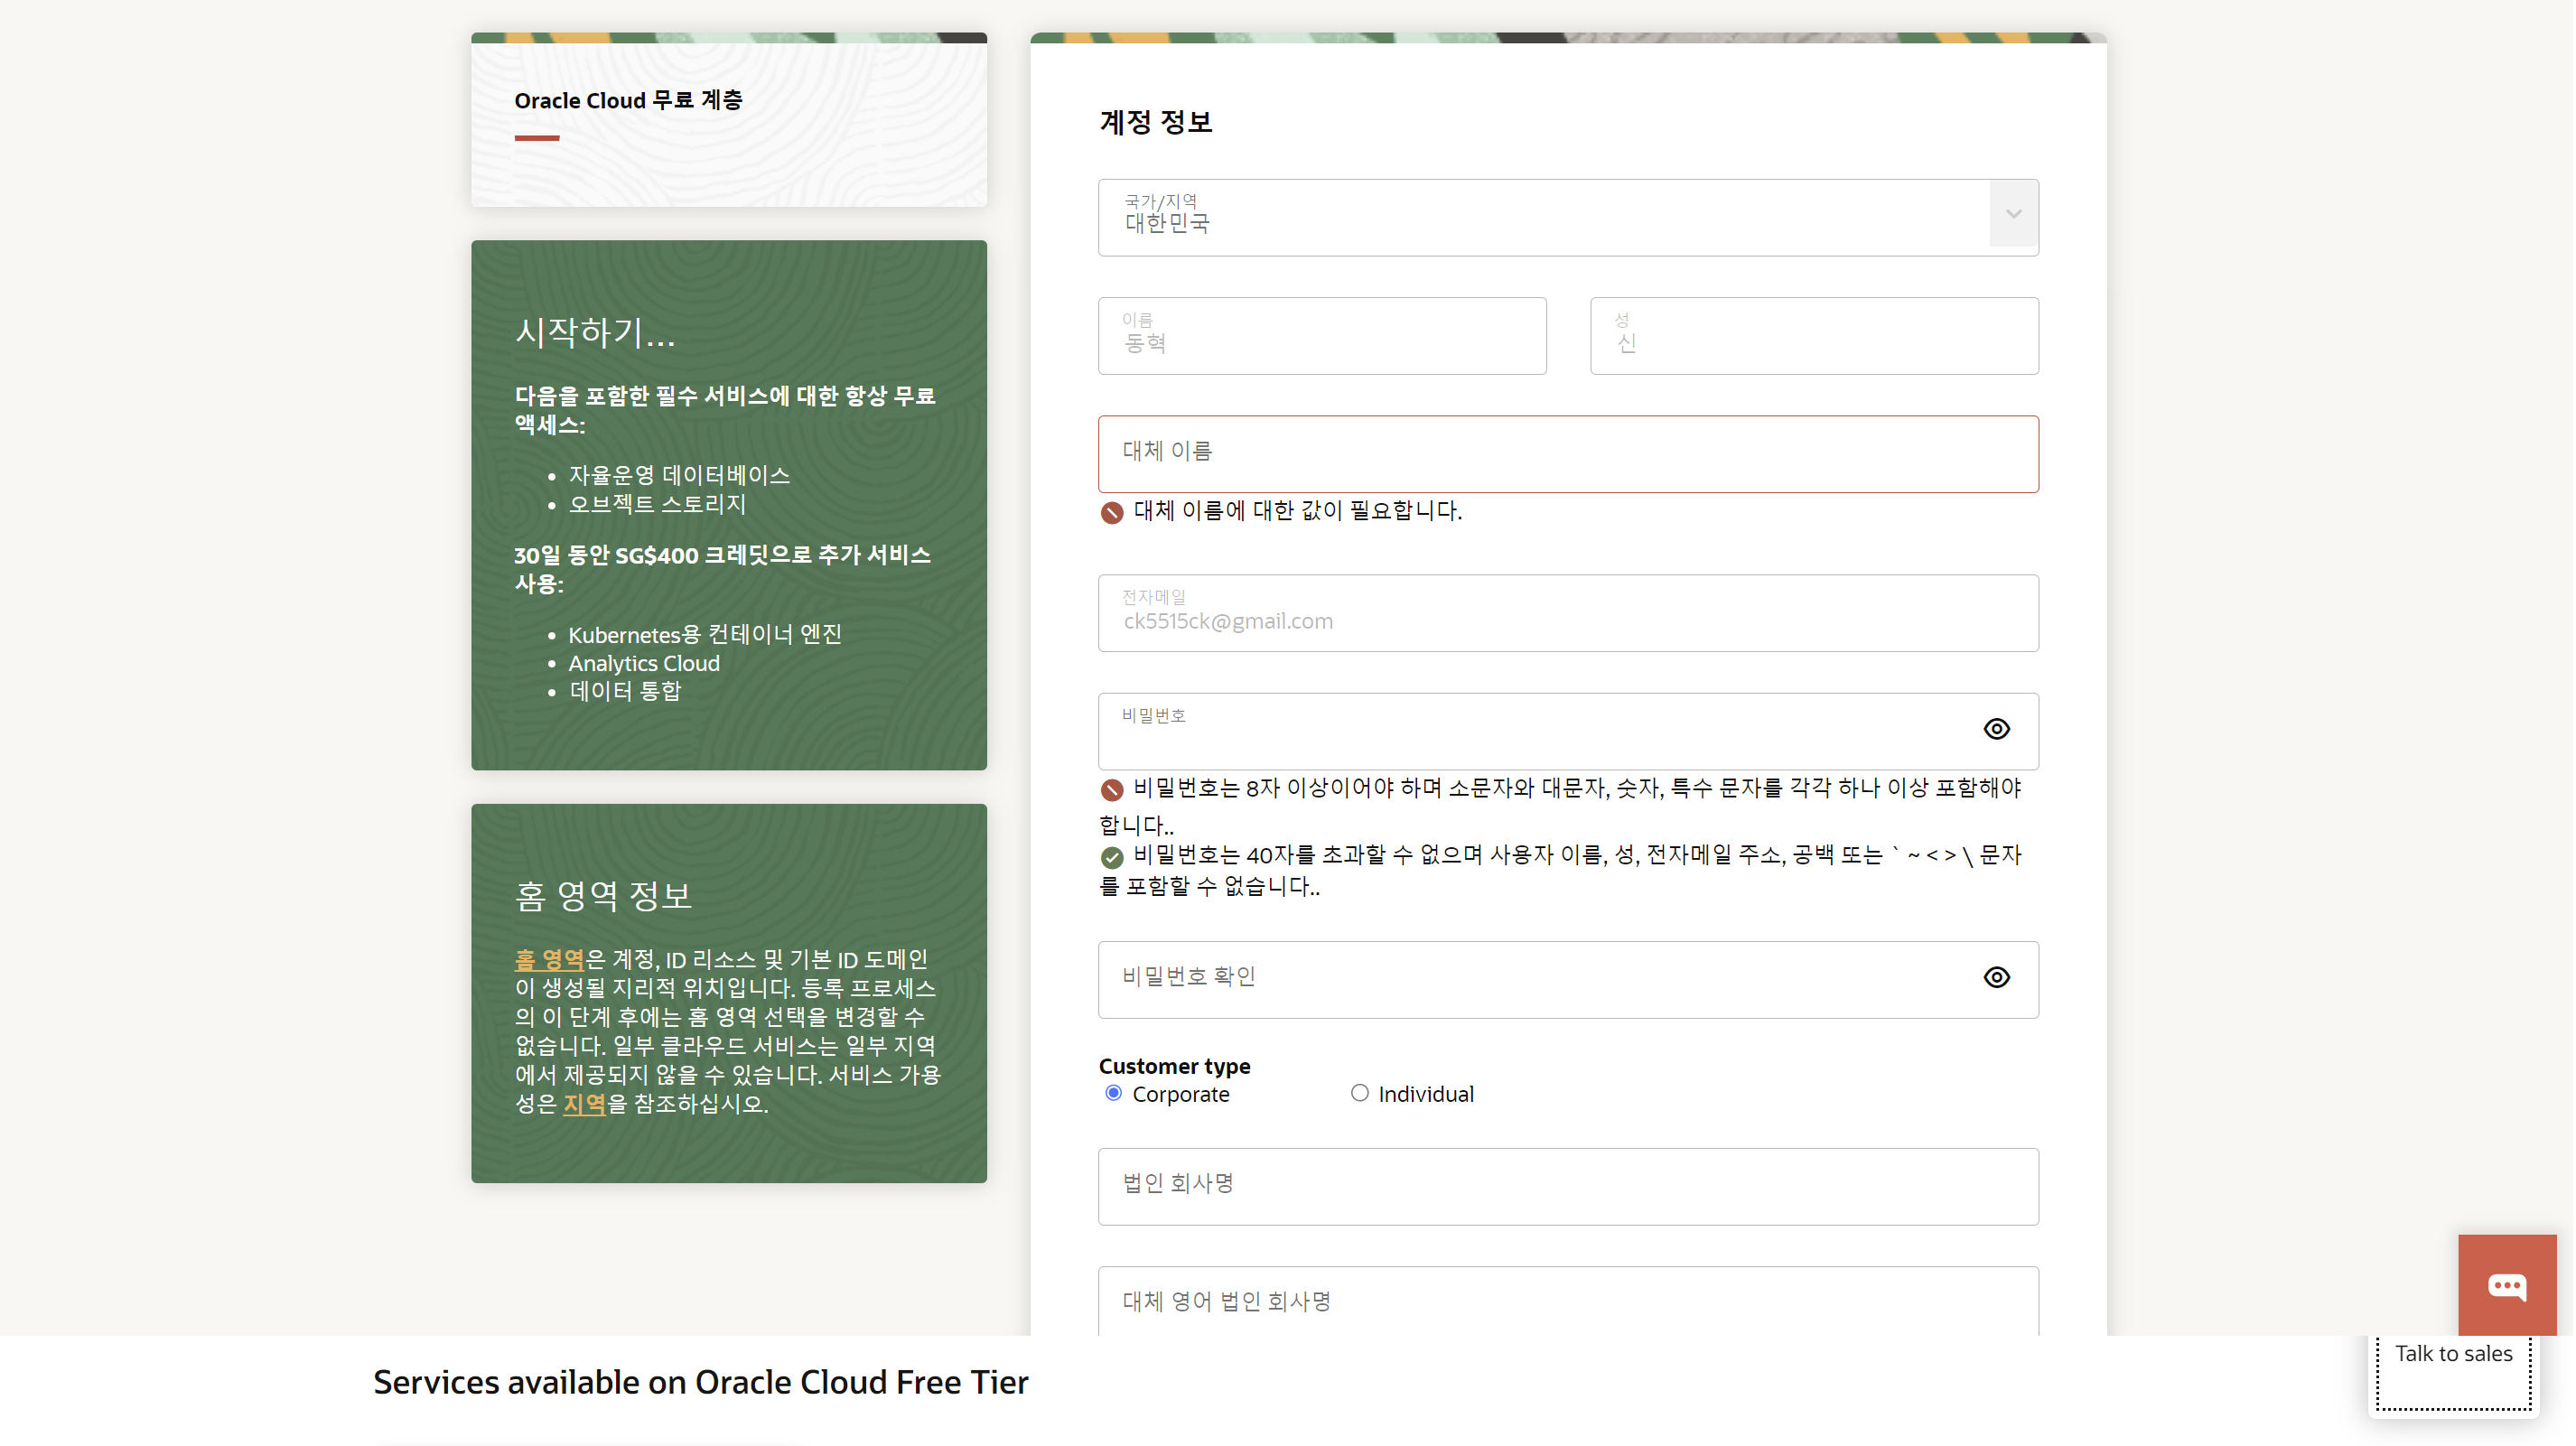 Oracle Cloud 무료 계층
시작하기...
다음을 포함한 필수 서비스에 대한 항상 무료
액세스:
• 자율운영 데이터베이스
• 오브젝트 스토리지
30일 동안 SG$400 크레딧으로 추가 서비스
사용:
• Kubernetes용 컨테이너 엔진
• Analytics Cloud
• 데이터 통합
홈 영역 정보
홈 영역은 계정, ID 리소스 및 기본 ID 도메인
이 생성될 지리적 위치입니다. 등록 프로세스
의 이 단계 후에는 홈 영역 선택을 변경할 수
없습니다. 일부 클라우드 서비스는 일부 지역
에서 제공되지 않을 수 있습니다. 서비스 가용
성은 지역을 참조하십시오.
계정 정보
국가/지역
대한민국
이름
동혁
성
신
대체 이름
대체 이름에 대한 값이 필요합니다.
전자메일
ck5515ck@gmail.com
비밀번호
비밀번호는 8자 이상이어야 하며 소문자와 대문자, 숫자, 특수 문자를 각각 하나 이상 포함해야
합니다..
비밀번호는 40자를 초과할 수 없으며 사용자 이름, 성, 전자메일 주소, 공백 또는 ` ~ < > \ 문자
를 포함할 수 없습니다..
비밀번호 확인
Customer type
Corporate Individual
법인 회사명
대체 영어 법인 회사명
Talk to sales
Services available on Oracle Cloud Free Tier